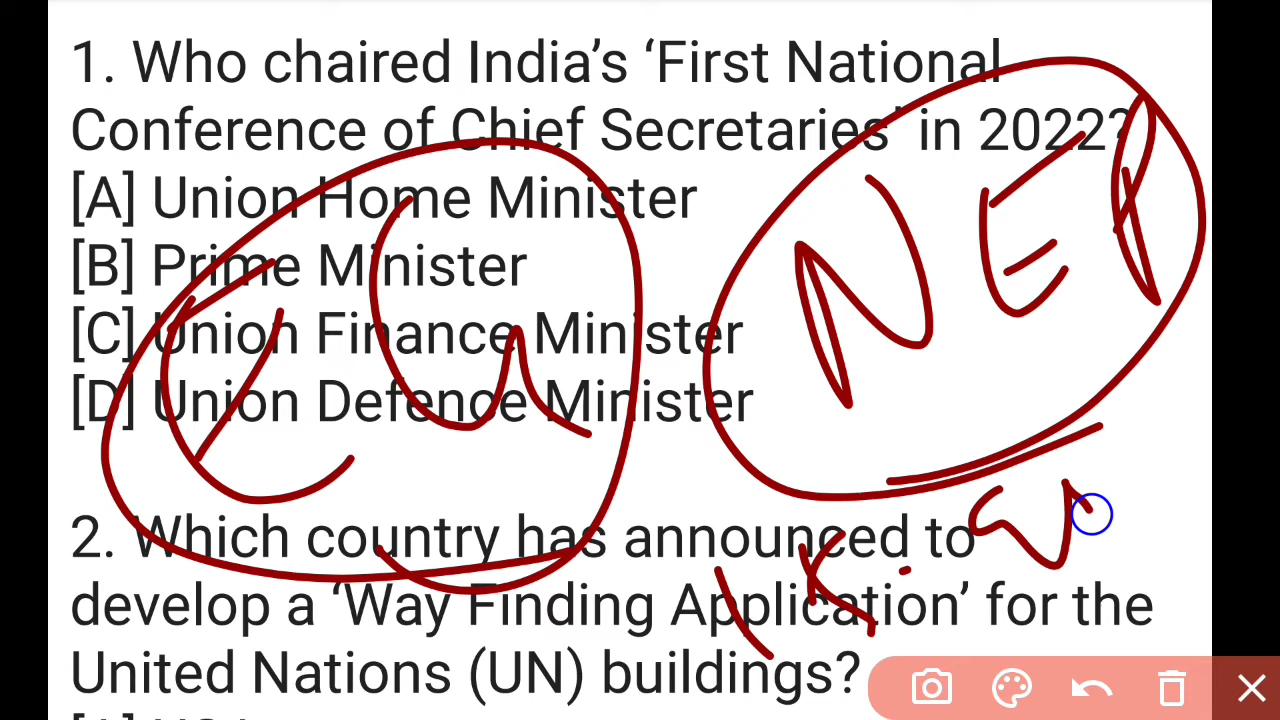 1. Who chaired India’s ‘First National
Conference of Chief Secretaries’ in 2022?
[A] Union Home Minister
[B] Prime Minister
[C] Union Finance Minister
[D] Union Defence Minister
NEP
2. Which country has announced to
develop a ‘Way Finding Application’ for the
United Nations (UN) buildings?